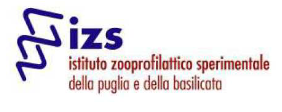 izs
istituto zooprofilattico sperimentale
della puglia e della basilicata